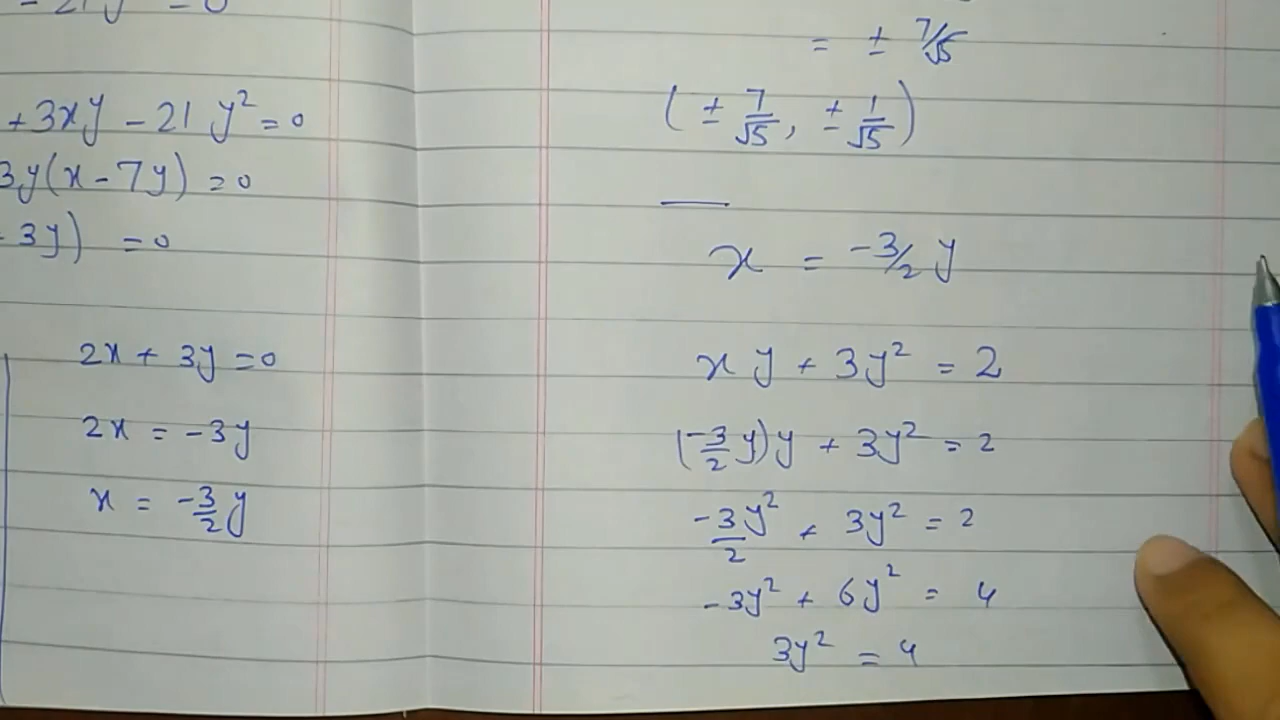 - 21y = 0
+3xy - 21y² = 0
3y(x - 7y) = 0
3y) = 0
2x + 3y = 0
2x = -3y
x = -3/2 y
= ± 7/√5
(± 7/√5, ± 1/√5)
x = -3/2 y
xy + 3y² = 2
(-3/2 y)y + 3y² = 2
-3/2 y² + 3y² = 2
-3y² + 6y² = 4
3y² = 4